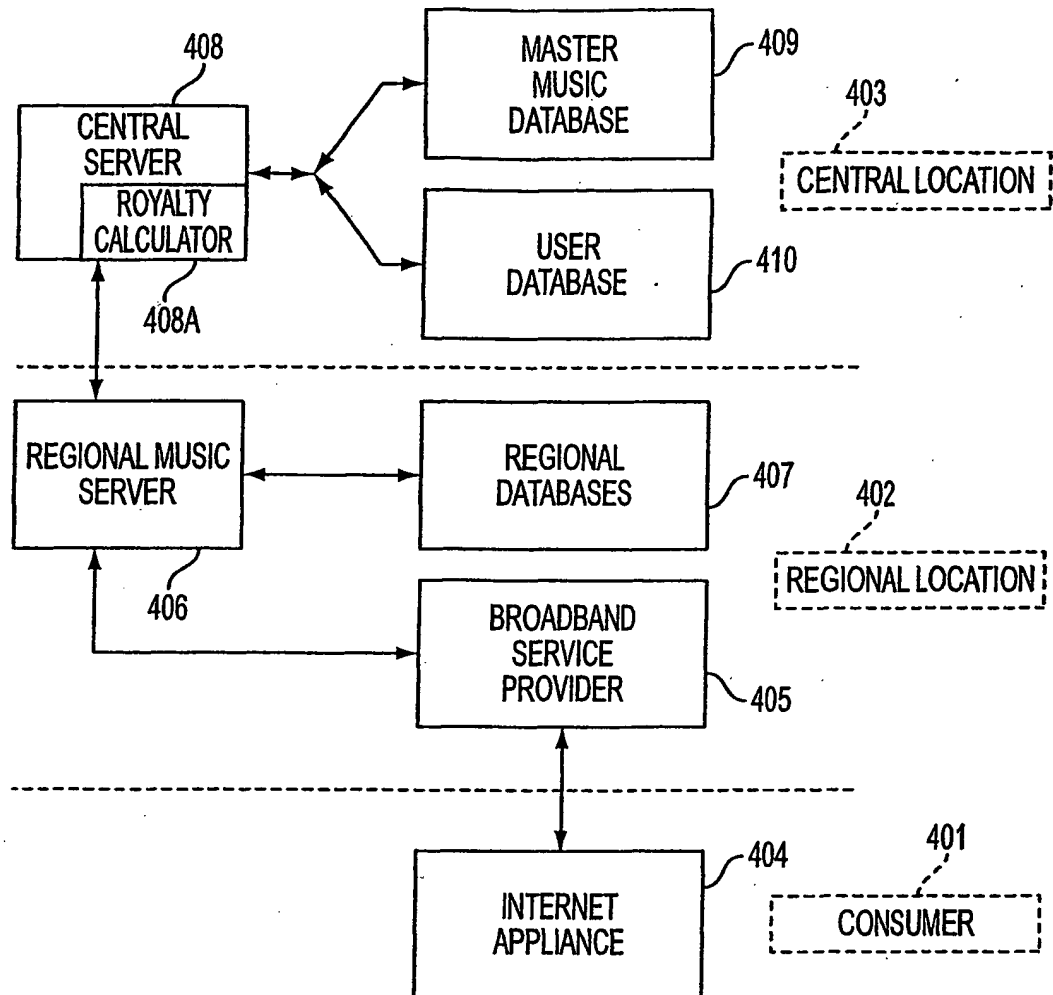 408
CENTRAL
SERVER
ROYALTY
CALCULATOR
408A
MASTER
MUSIC
DATABASE
409
USER
DATABASE
410
403
CENTRAL LOCATION
REGIONAL MUSIC
SERVER
406
REGIONAL
DATABASES
407
BROADBAND
SERVICE
PROVIDER
405
402
REGIONAL LOCATION
INTERNET
APPLIANCE
404
401
CONSUMER